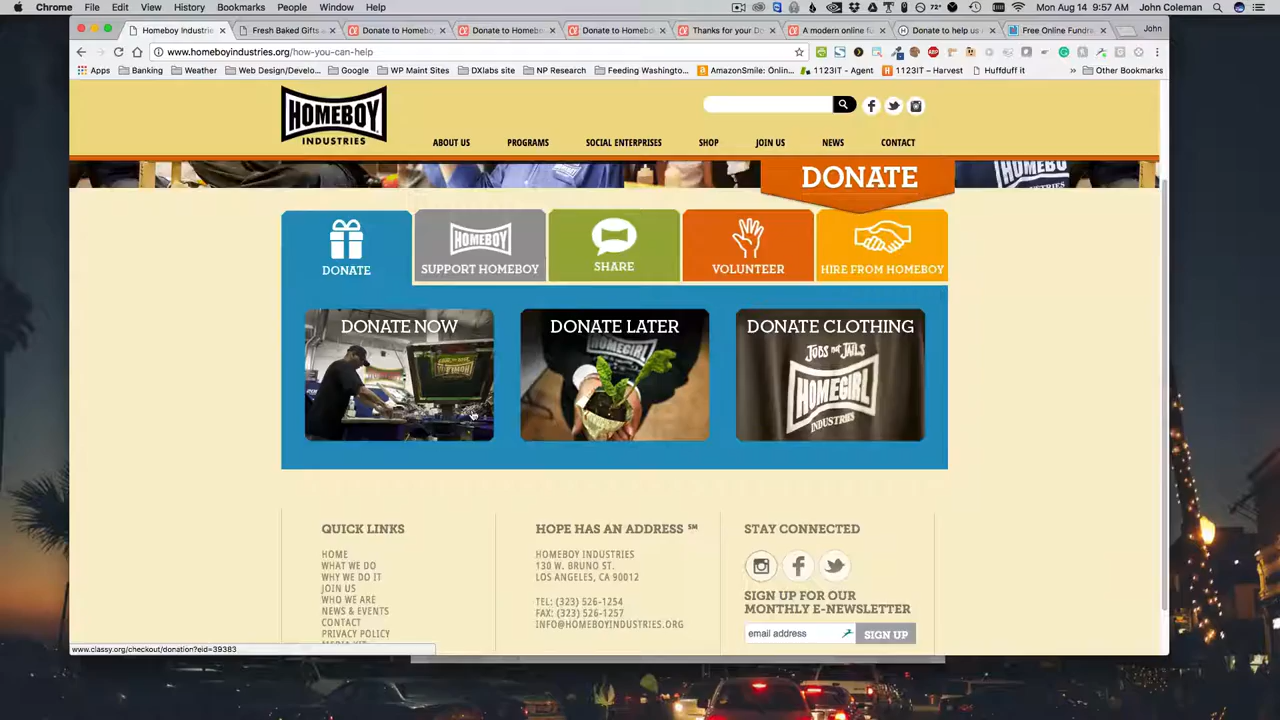 Chrome File Edit View History Bookmarks People Window Help 72° Mon Aug 14 9:57 AM John Coleman
Homeboy Industrie Fresh Baked Gifts Donate to Homebo Donate to Homeb Donate to Homebo Thanks for your Do A modern online f Donate to help us Free Online Fundra John
www.homeboyindustries.org/how-you-can-help
Apps Banking Weather Web Design/Develo... Google WP Maint Sites DXlabs site NP Research Feeding Washingto... AmazonSmile: Onlin... 1123IT - Agent 1123IT – Harvest Huffduff it » Other Bookmarks
HOMEBOY
INDUSTRIES
ABOUT US PROGRAMS SOCIAL ENTERPRISES SHOP JOIN US NEWS CONTACT
DONATE
DONATE SUPPORT HOMEBOY SHARE VOLUNTEER HIRE FROM HOMEBOY
HOMEBOY
DONATE NOW DONATE LATER DONATE CLOTHING
HOMEGIRL
JOBS NOT JAILS
HOMEGIRL
INDUSTRIES
QUICK LINKS
HOME
WHAT WE DO
WHY WE DO IT
JOIN US
WHO WE ARE
NEWS & EVENTS
CONTACT
PRIVACY POLICY
MEDIA KIT
HOPE HAS AN ADDRESS ℠
HOMEBOY INDUSTRIES
130 W. BRUNO ST.
LOS ANGELES, CA 90012
TEL: (323) 526-1254
FAX: (323) 526-1257
INFO@HOMEBOYINDUSTRIES.ORG
STAY CONNECTED
SIGN UP FOR OUR
MONTHLY E-NEWSLETTER
email address SIGN UP
www.classy.org/checkout/donation?eid=39383